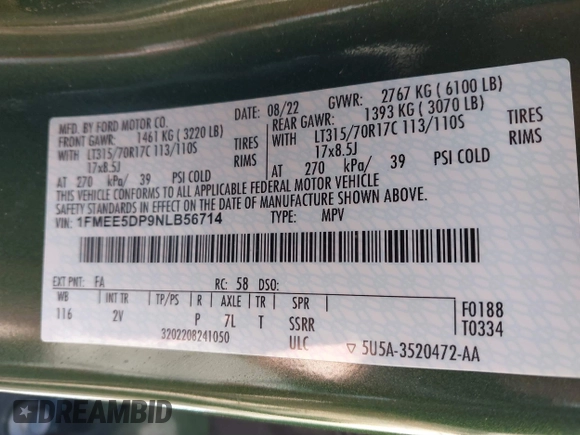 MFD. BY FORD MOTOR CO.
DATE: 08/22 GVWR: 2767 KG ( 6100 LB)
FRONT GAWR: 1461 KG ( 3220 LB)
REAR GAWR: 1393 KG ( 3070 LB)
WITH LT315/70R17C 113/110S TIRES
WITH LT315/70R17C 113/110S TIRES
17x8.5J RIMS
17x8.5J RIMS
AT 270 kPa/ 39 PSI COLD
AT 270 kPa/ 39 PSI COLD
THIS VEHICLE CONFORMS TO ALL APPLICABLE FEDERAL MOTOR VEHICLE
SAFETY STANDARDS IN EFFECT ON THE DATE OF MANUFACTURE SHOWN ABOVE.
VIN: 1FMEE5DP9NLB56714 TYPE: MPV
EXT PNT: FA RC: 58 DSO:
WB INT TR TP/PS R AXLE TR SPR
116 2V P 7L T SSRR
ULC
F0188
T0334
3202208241050
▽ 5U5A-3520472-AA
DREAMBID